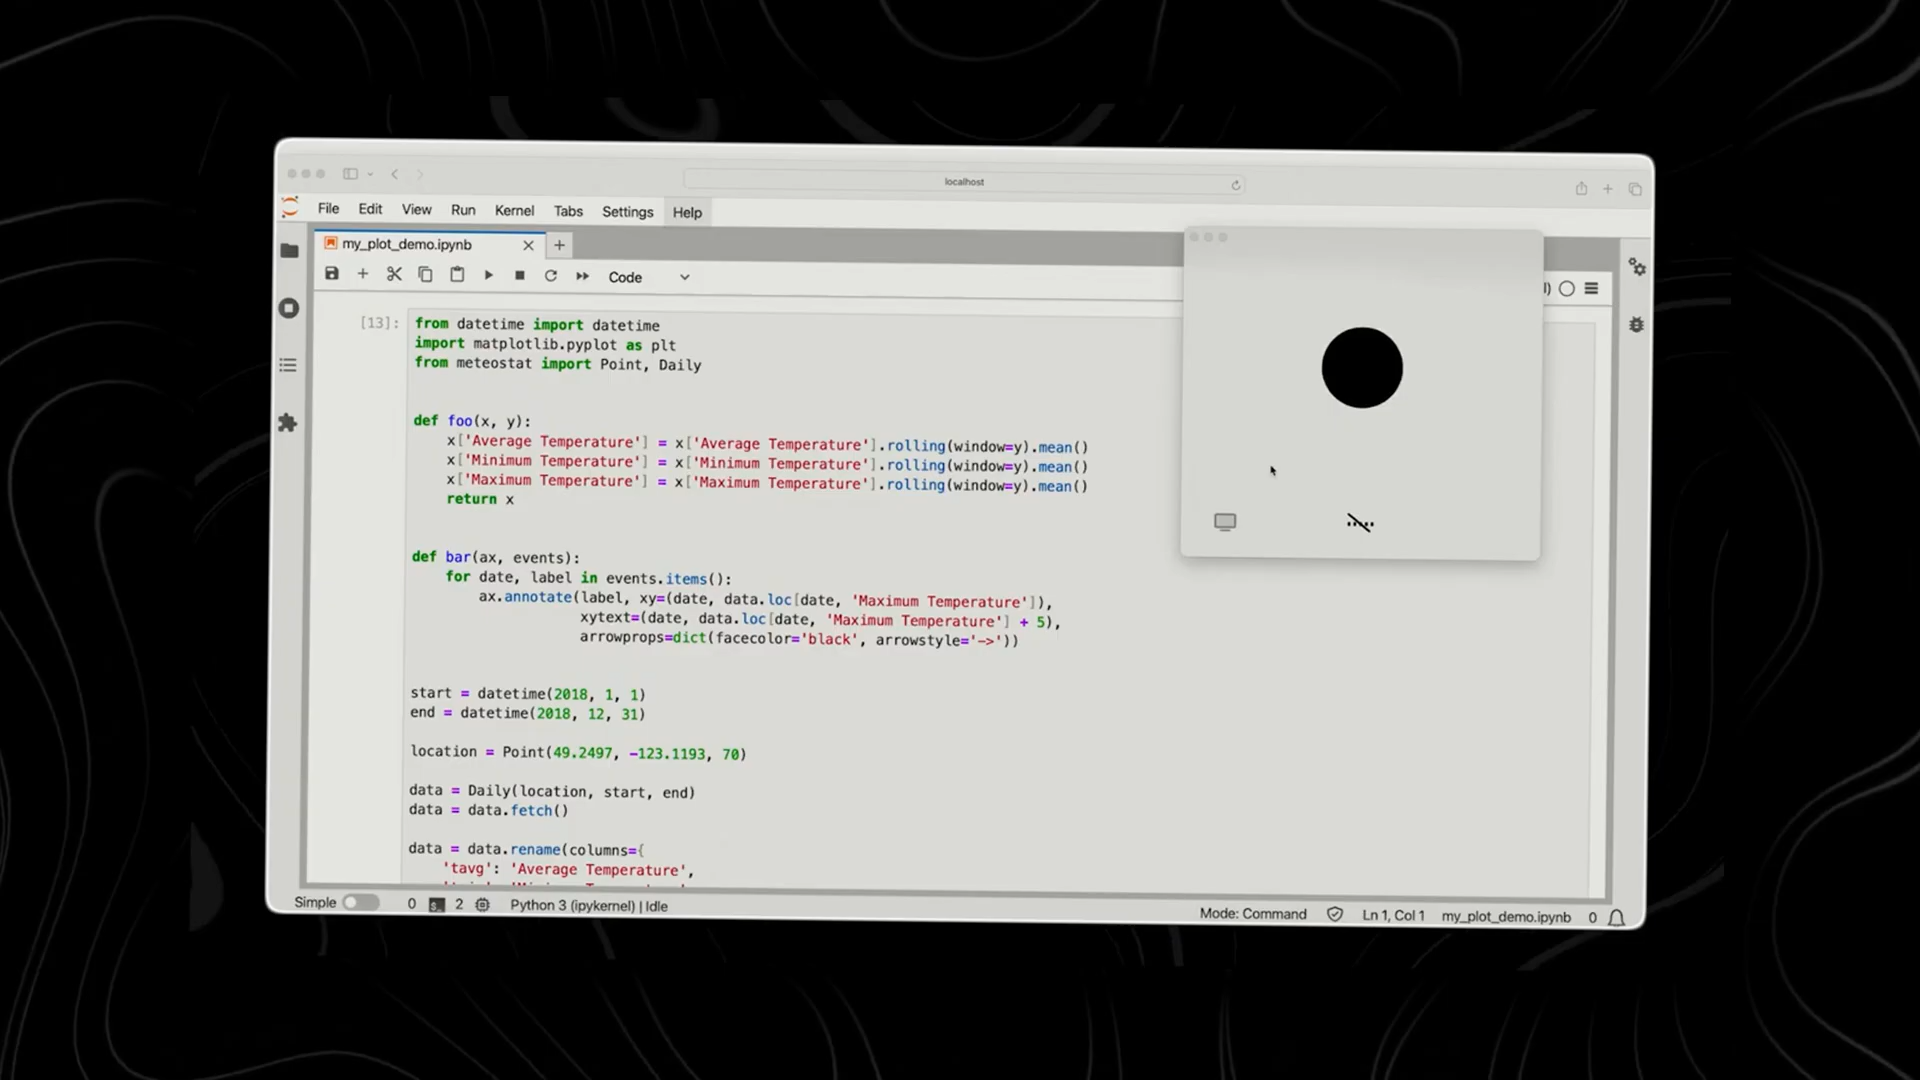 localhost
File Edit View Run Kernel Tabs Settings Help
my_plot_demo.ipynb
Code
[13]:
from datetime import datetime
import matplotlib.pyplot as plt
from meteostat import Point, Daily
def foo(x, y):
x['Average Temperature'] = x['Average Temperature'].rolling(window=y).mean()
x['Minimum Temperature'] = x['Minimum Temperature'].rolling(window=y).mean()
x['Maximum Temperature'] = x['Maximum Temperature'].rolling(window=y).mean()
return x
def bar(ax, events):
for date, label in events.items():
ax.annotate(label, xy=(date, data.loc[date, 'Maximum Temperature']),
xytext=(date, data.loc[date, 'Maximum Temperature'] + 5),
arrowprops=dict(facecolor='black', arrowstyle='->'))
start = datetime(2018, 1, 1)
end = datetime(2018, 12, 31)
location = Point(49.2497, -123.1193, 70)
data = Daily(location, start, end)
data = data.fetch()
data = data.rename(columns={
'tavg': 'Average Temperature',
Simple 0 2 Python 3 (ipykernel) | Idle Mode: Command Ln 1, Col 1 my_plot_demo.ipynb 0